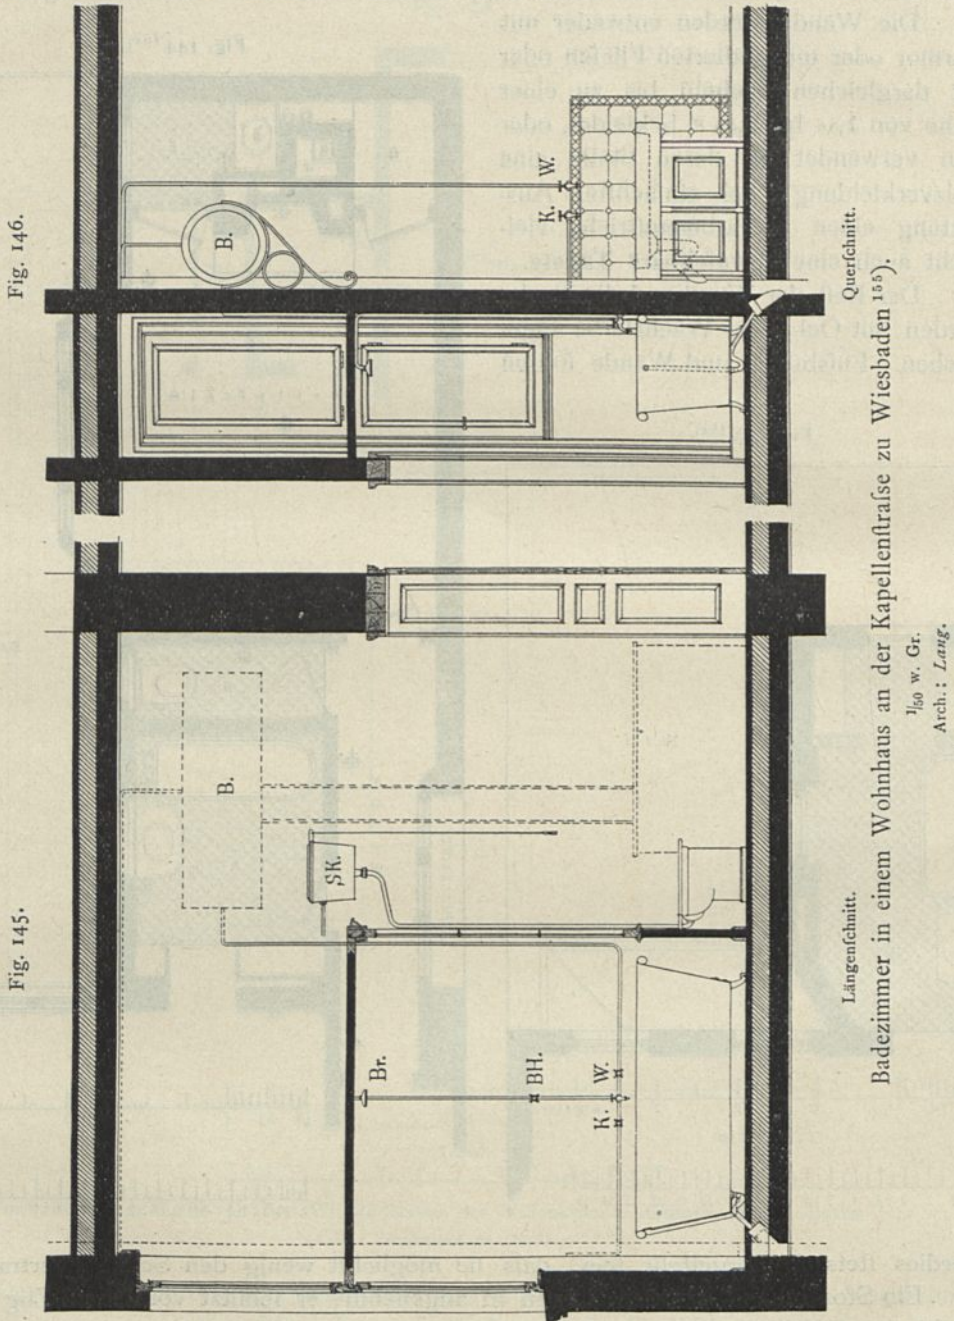 Fig. 145.
Fig. 146.
B.
SK.
Br.
BH.
K.
W.
B.
K.
W.
Längenſchnitt.
Querſchnitt.
Badezimmer in einem Wohnhaus an der Kapellenſtraſse zu Wiesbaden 155).
1/50 w. Gr.
Arch.: Lang.